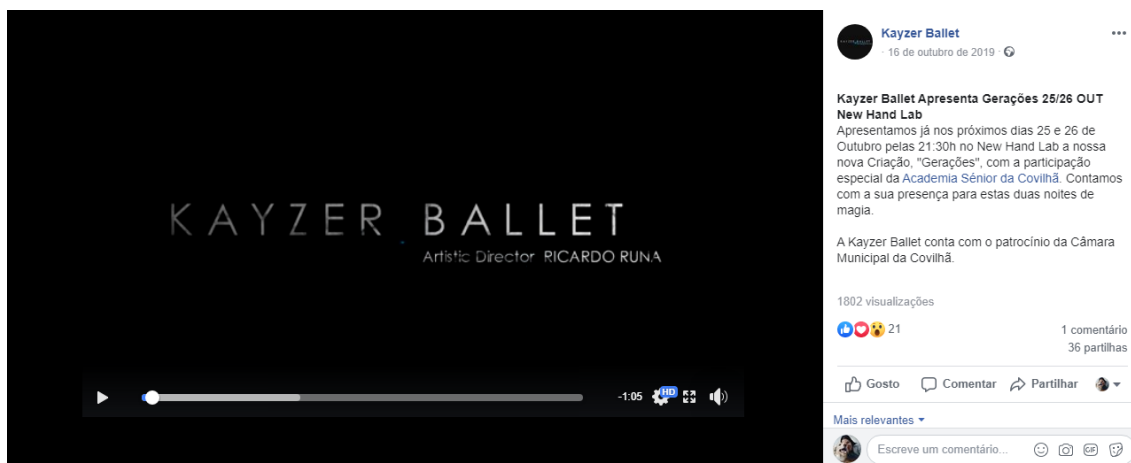 KAYZER BALLET
Artistic Director RICARDO RUNA
-1:05
HD
Kayzer Ballet
· 16 de outubro de 2019 ·
Kayzer Ballet Apresenta Gerações 25/26 OUT
New Hand Lab
Apresentamos já nos próximos dias 25 e 26 de
Outubro pelas 21:30h no New Hand Lab a nossa
nova Criação, "Gerações", com a participação
especial da Academia Sénior da Covilhã. Contamos
com a sua presença para estas duas noites de
magia.
A Kayzer Ballet conta com o patrocínio da Câmara
Municipal da Covilhã.
1802 visualizações
21
1 comentário
36 partilhas
Gosto Comentar Partilhar
Mais relevantes
Escreve um comentário...
GIF